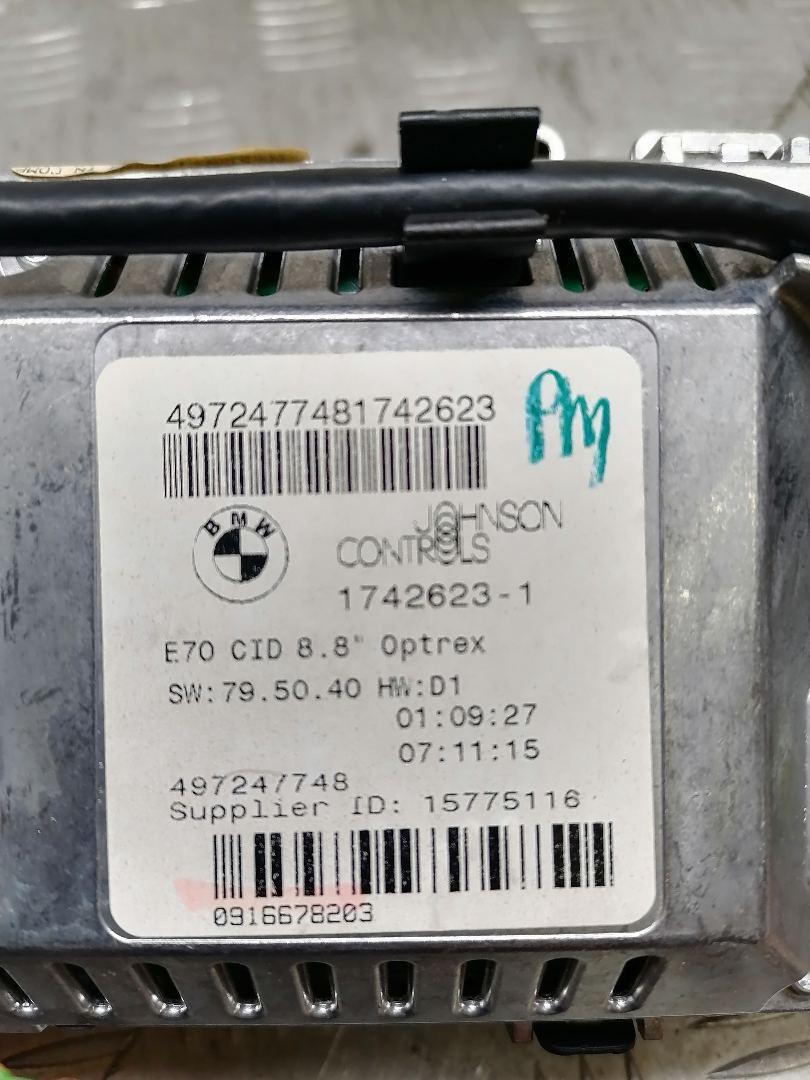 4972477481742623
PM
BMW
JOHNSON
CONTROLS
1742623-1
E70 CID 8.8" Optrex
SW:79.50.40 HW:D1
01:09:27
07:11:15
497247748
Supplier ID: 15775116
0916678203